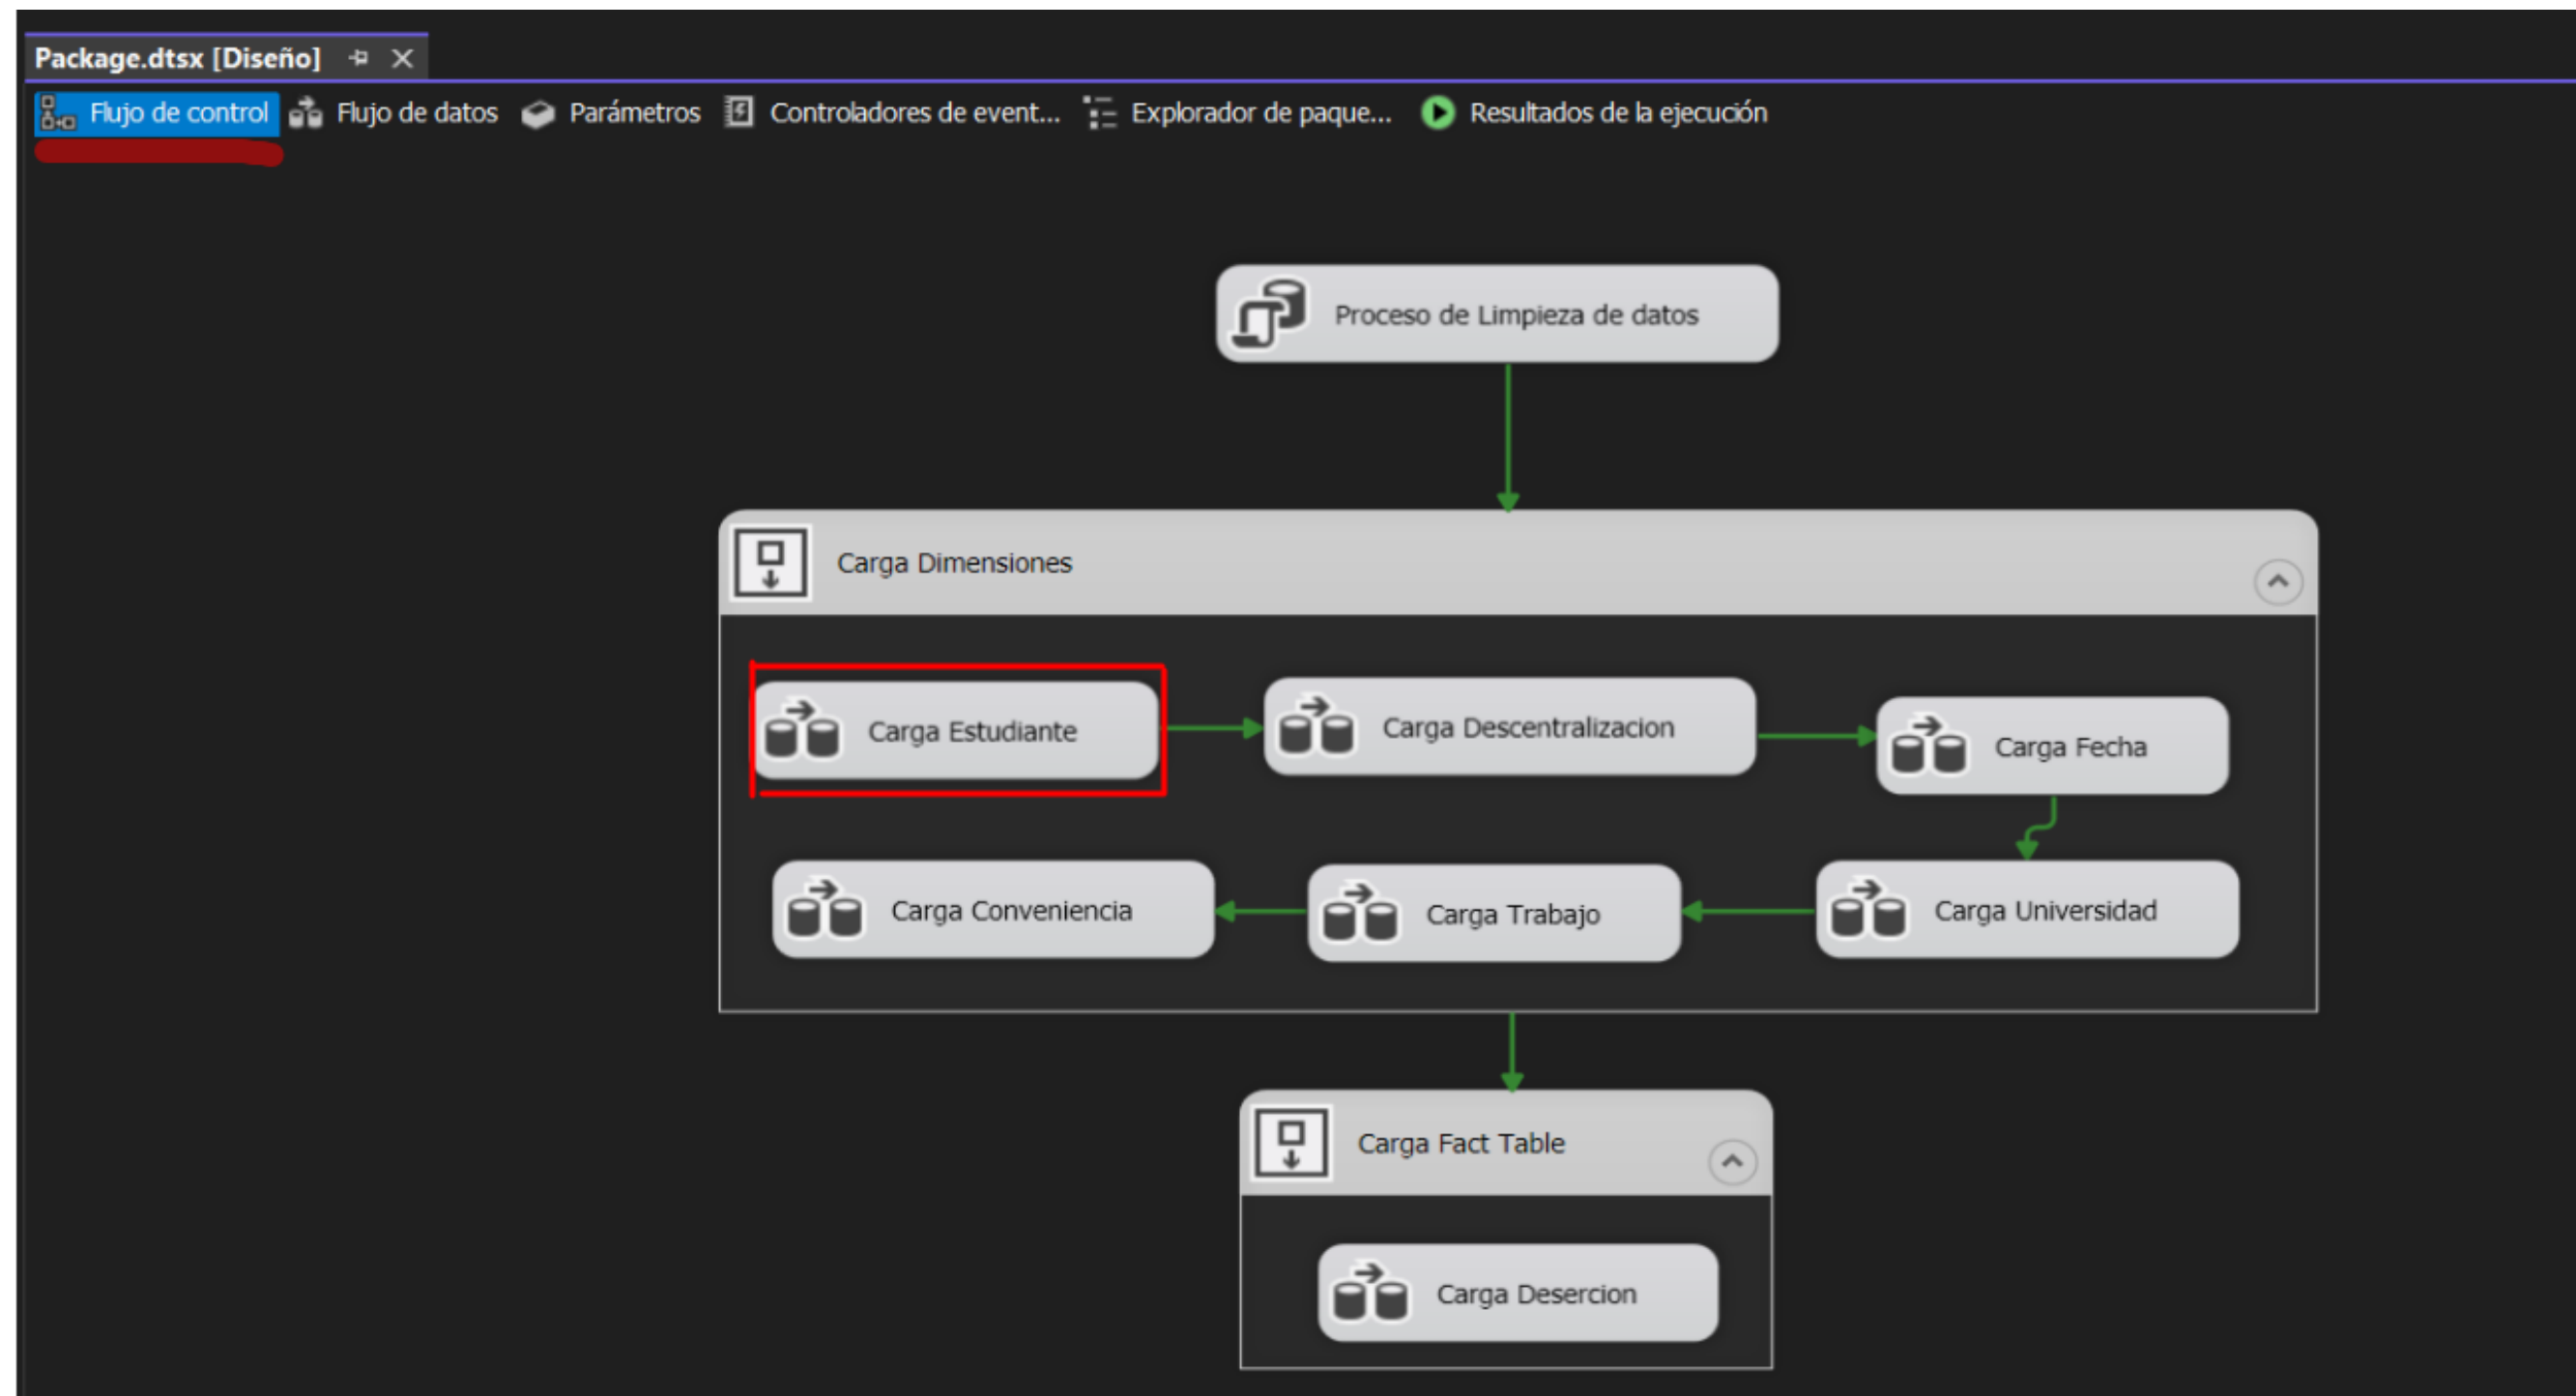 Package.dtsx [Diseño]
Flujo de control Flujo de datos Parámetros Controladores de event... Explorador de paque... Resultados de la ejecución
Proceso de Limpieza de datos
Carga Dimensiones
Carga Estudiante
Carga Descentralizacion
Carga Fecha
Carga Conveniencia
Carga Trabajo
Carga Universidad
Carga Fact Table
Carga Desercion